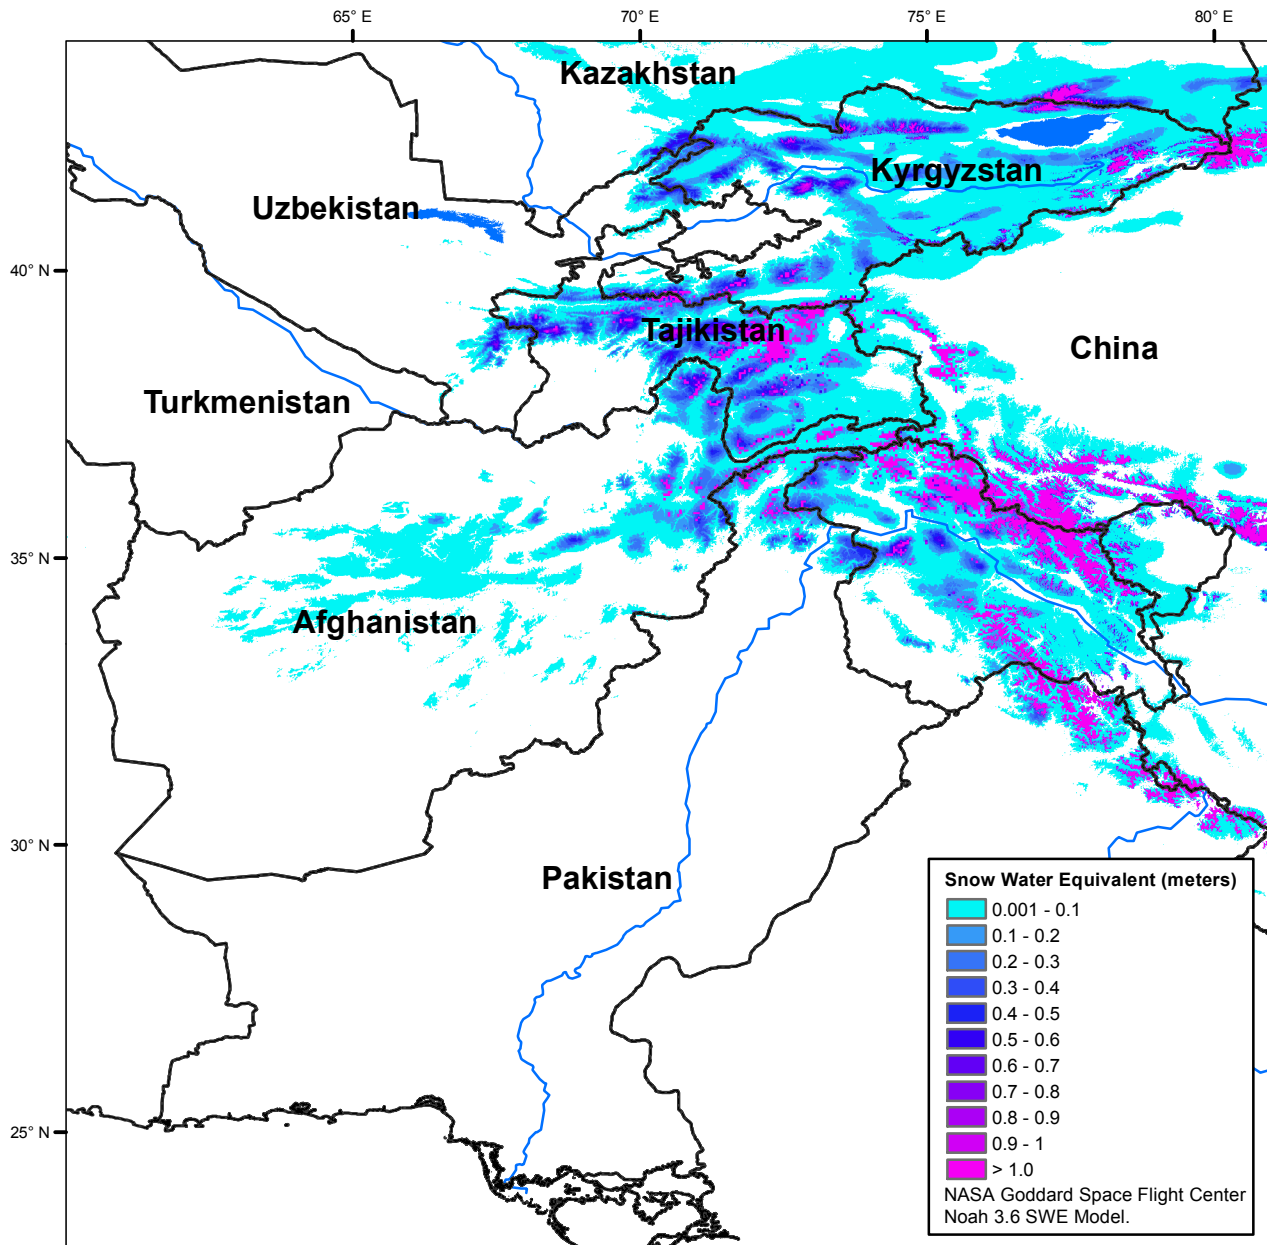 65° E
70° E
75° E
80° E
Kazakhstan
Kyrgyzstan
Uzbekistan
40° N
Tajikistan
China
Turkmenistan
35° N
Afghanistan
30° N
Pakistan
25° N
Snow Water Equivalent (meters)
0.001 - 0.1
0.1 - 0.2
0.2 - 0.3
0.3 - 0.4
0.4 - 0.5
0.5 - 0.6
0.6 - 0.7
0.7 - 0.8
0.8 - 0.9
0.9 - 1
> 1.0
NASA Goddard Space Flight Center
Noah 3.6 SWE Model.